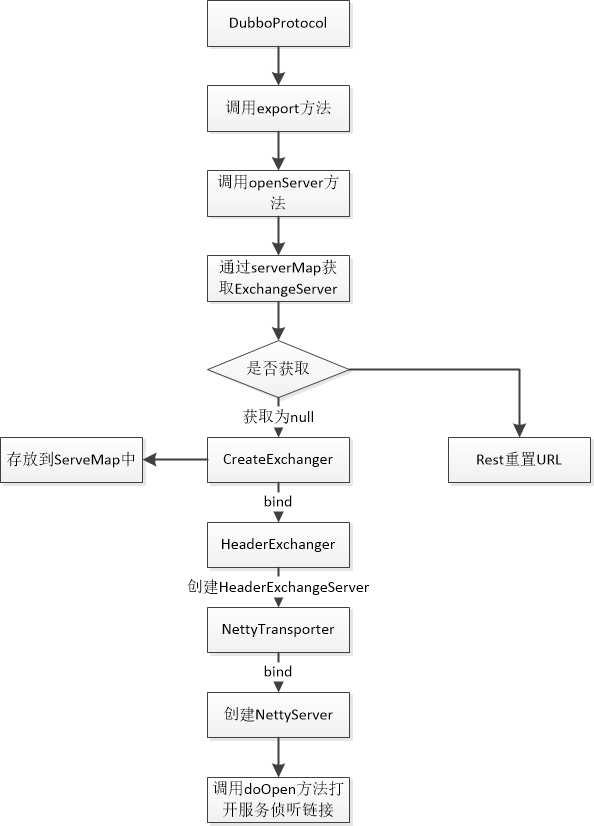 DubboProtocol
调用export方法
调用openServer方
法
通过serverMap获
取ExchangeServer
是否获取
获取为null
存放到ServeMap中
CreateExchanger
Rest重置URL
bind
HeaderExchanger
创建HeaderExchangeServer
NettyTransporter
bind
创建NettyServer
调用doOpen方法打
开服务侦听链接